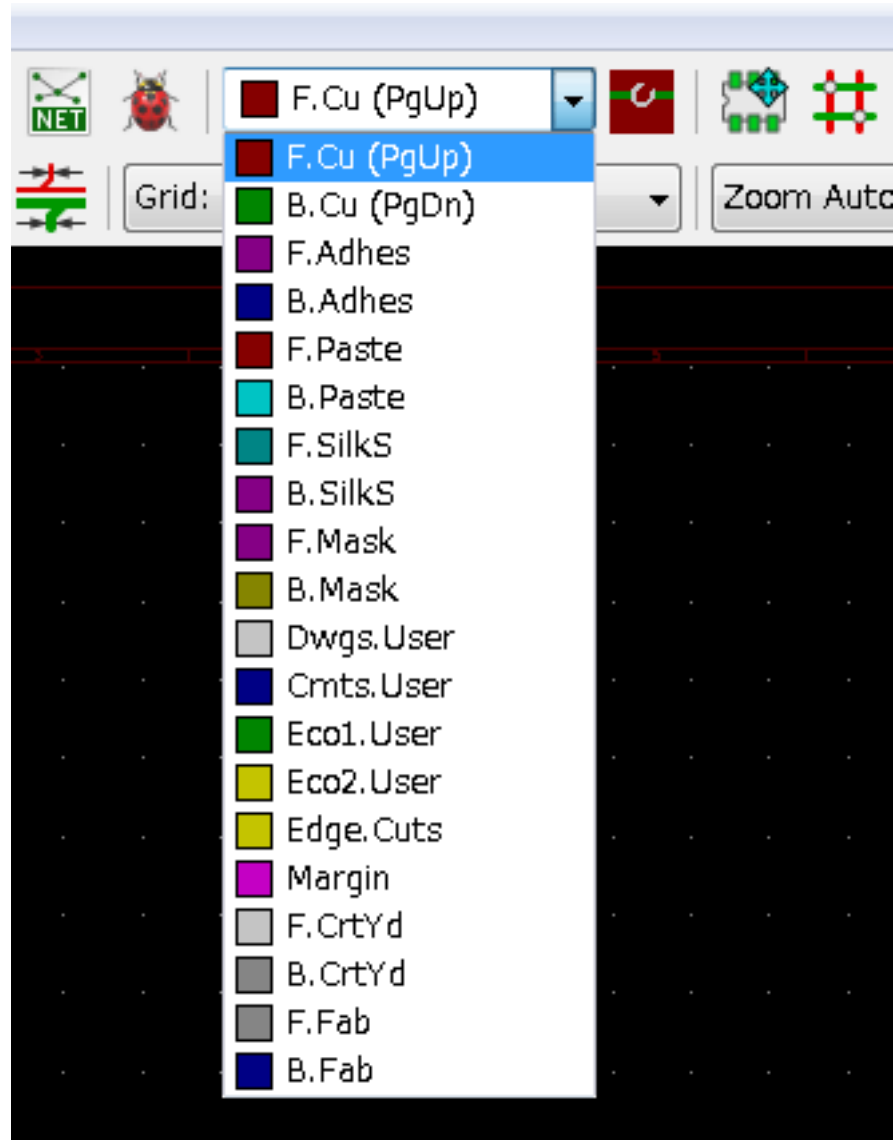 NET
F.Cu (PgUp)
F.Cu (PgUp)
Grid:
B.Cu (PgDn)
Zoom Auto
F.Adhes
B.Adhes
F.Paste
B.Paste
F.SilkS
B.SilkS
F.Mask
B.Mask
Dwgs.User
Cmts.User
Eco1.User
Eco2.User
Edge.Cuts
Margin
F.CrtYd
B.CrtYd
F.Fab
B.Fab